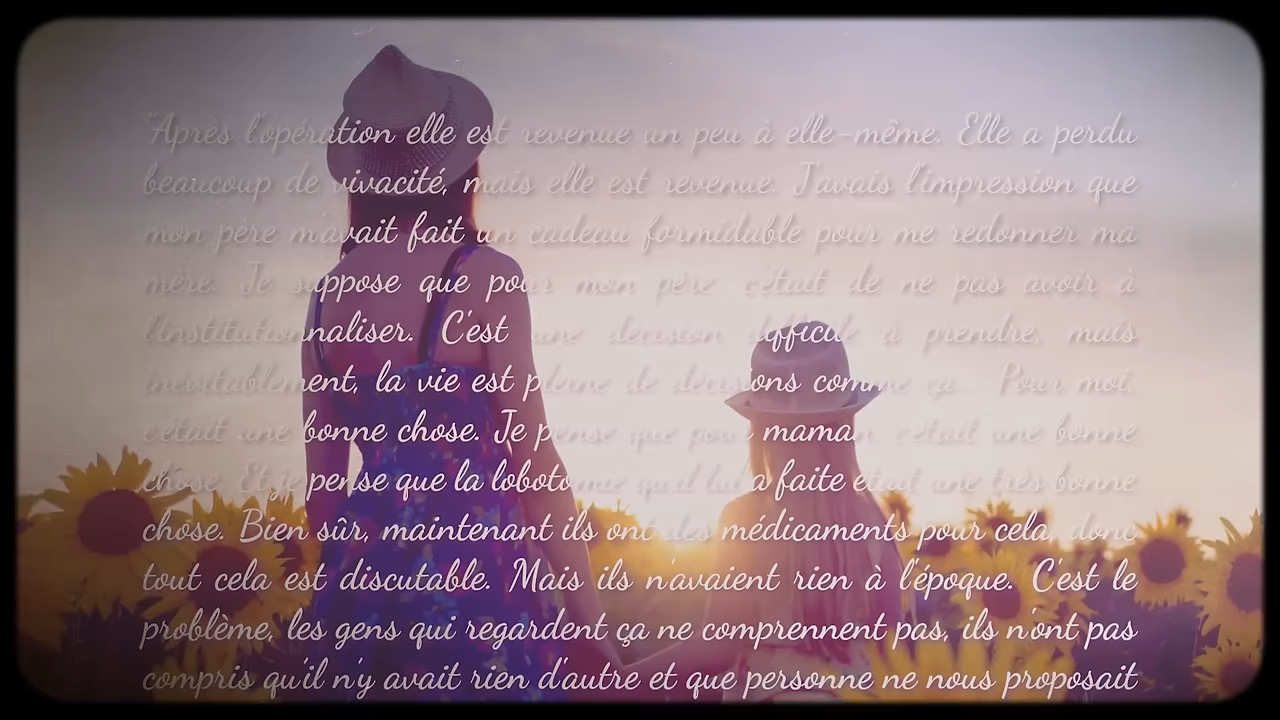 "Après l'opération elle est revenue un peu à elle-même. Elle a perdu
beaucoup de vivacité, mais elle est revenue. J'avais l'impression que
mon père m'avait fait un cadeau formidable pour me redonner ma
mère. Je suppose que pour mon père c'était de ne pas avoir à
l'institutionnaliser. C'est une décision difficile à prendre, mais
inévitablement, la vie est pleine de décisions comme ça... Pour moi,
c'était une bonne chose. Je pense que pour maman c'était une bonne
chose. Et je pense que la lobotomie qu'il lui a faite était une très bonne
chose. Bien sûr, maintenant ils ont des médicaments pour cela, donc
tout cela est discutable. Mais ils n'avaient rien à l'époque. C'est le
problème, les gens qui regardent ça ne comprennent pas, ils n'ont pas
compris qu'il n'y avait rien d'autre et que personne ne nous proposait